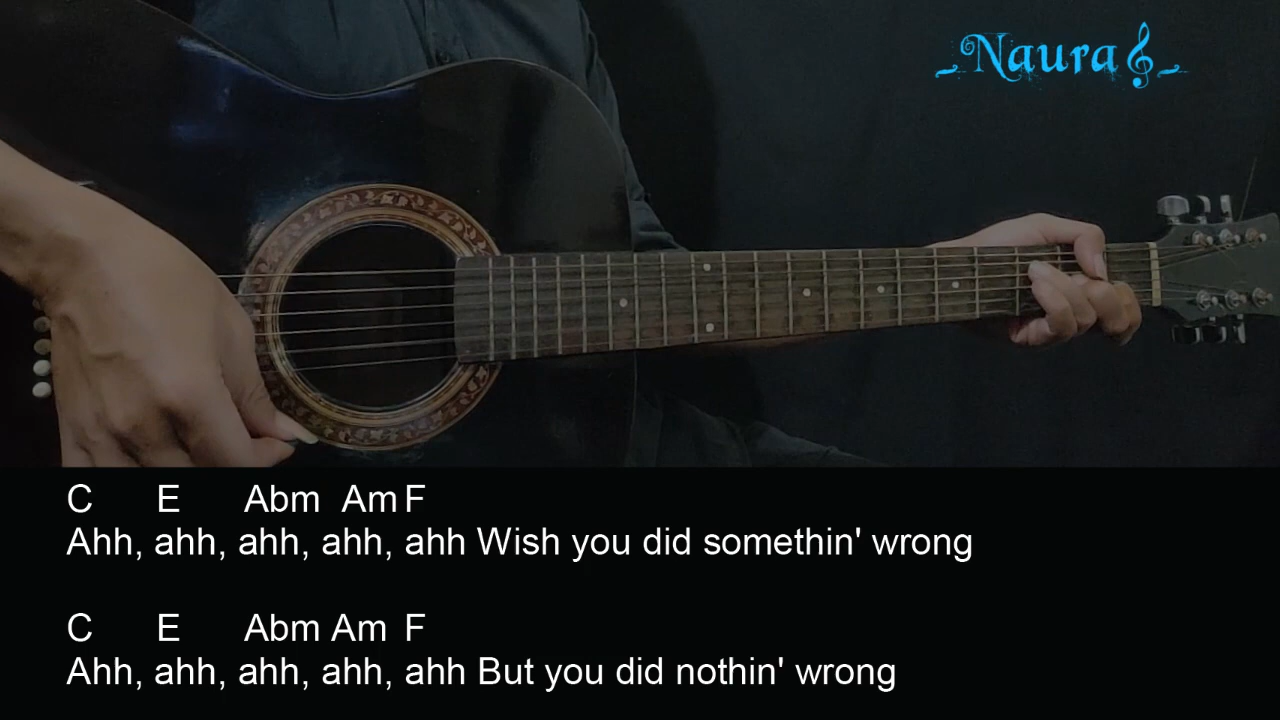 Naura
C E Abm Am F
Ahh, ahh, ahh, ahh, ahh Wish you did somethin' wrong
C E Abm Am F
Ahh, ahh, ahh, ahh, ahh But you did nothin' wrong